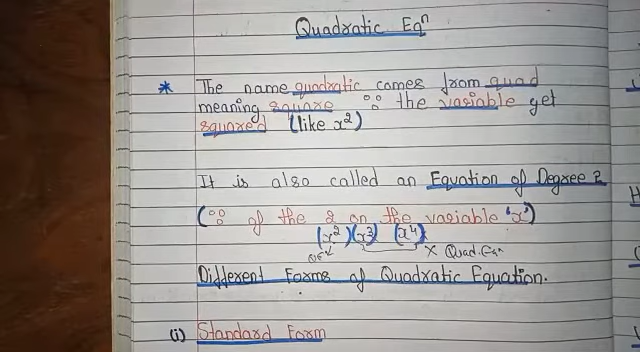 Quadratic Eqⁿ
* The name quadratic comes from quad
meaning square ∵ the variable get
squared (like x²)
It is also called an Equation of Degree 2
(∵ of the 2 on the variable 'x')
(x²) (x³) (x⁴)
X Quad. Eqⁿ
Different Forms of Quadratic Equation.
(i) Standard Form